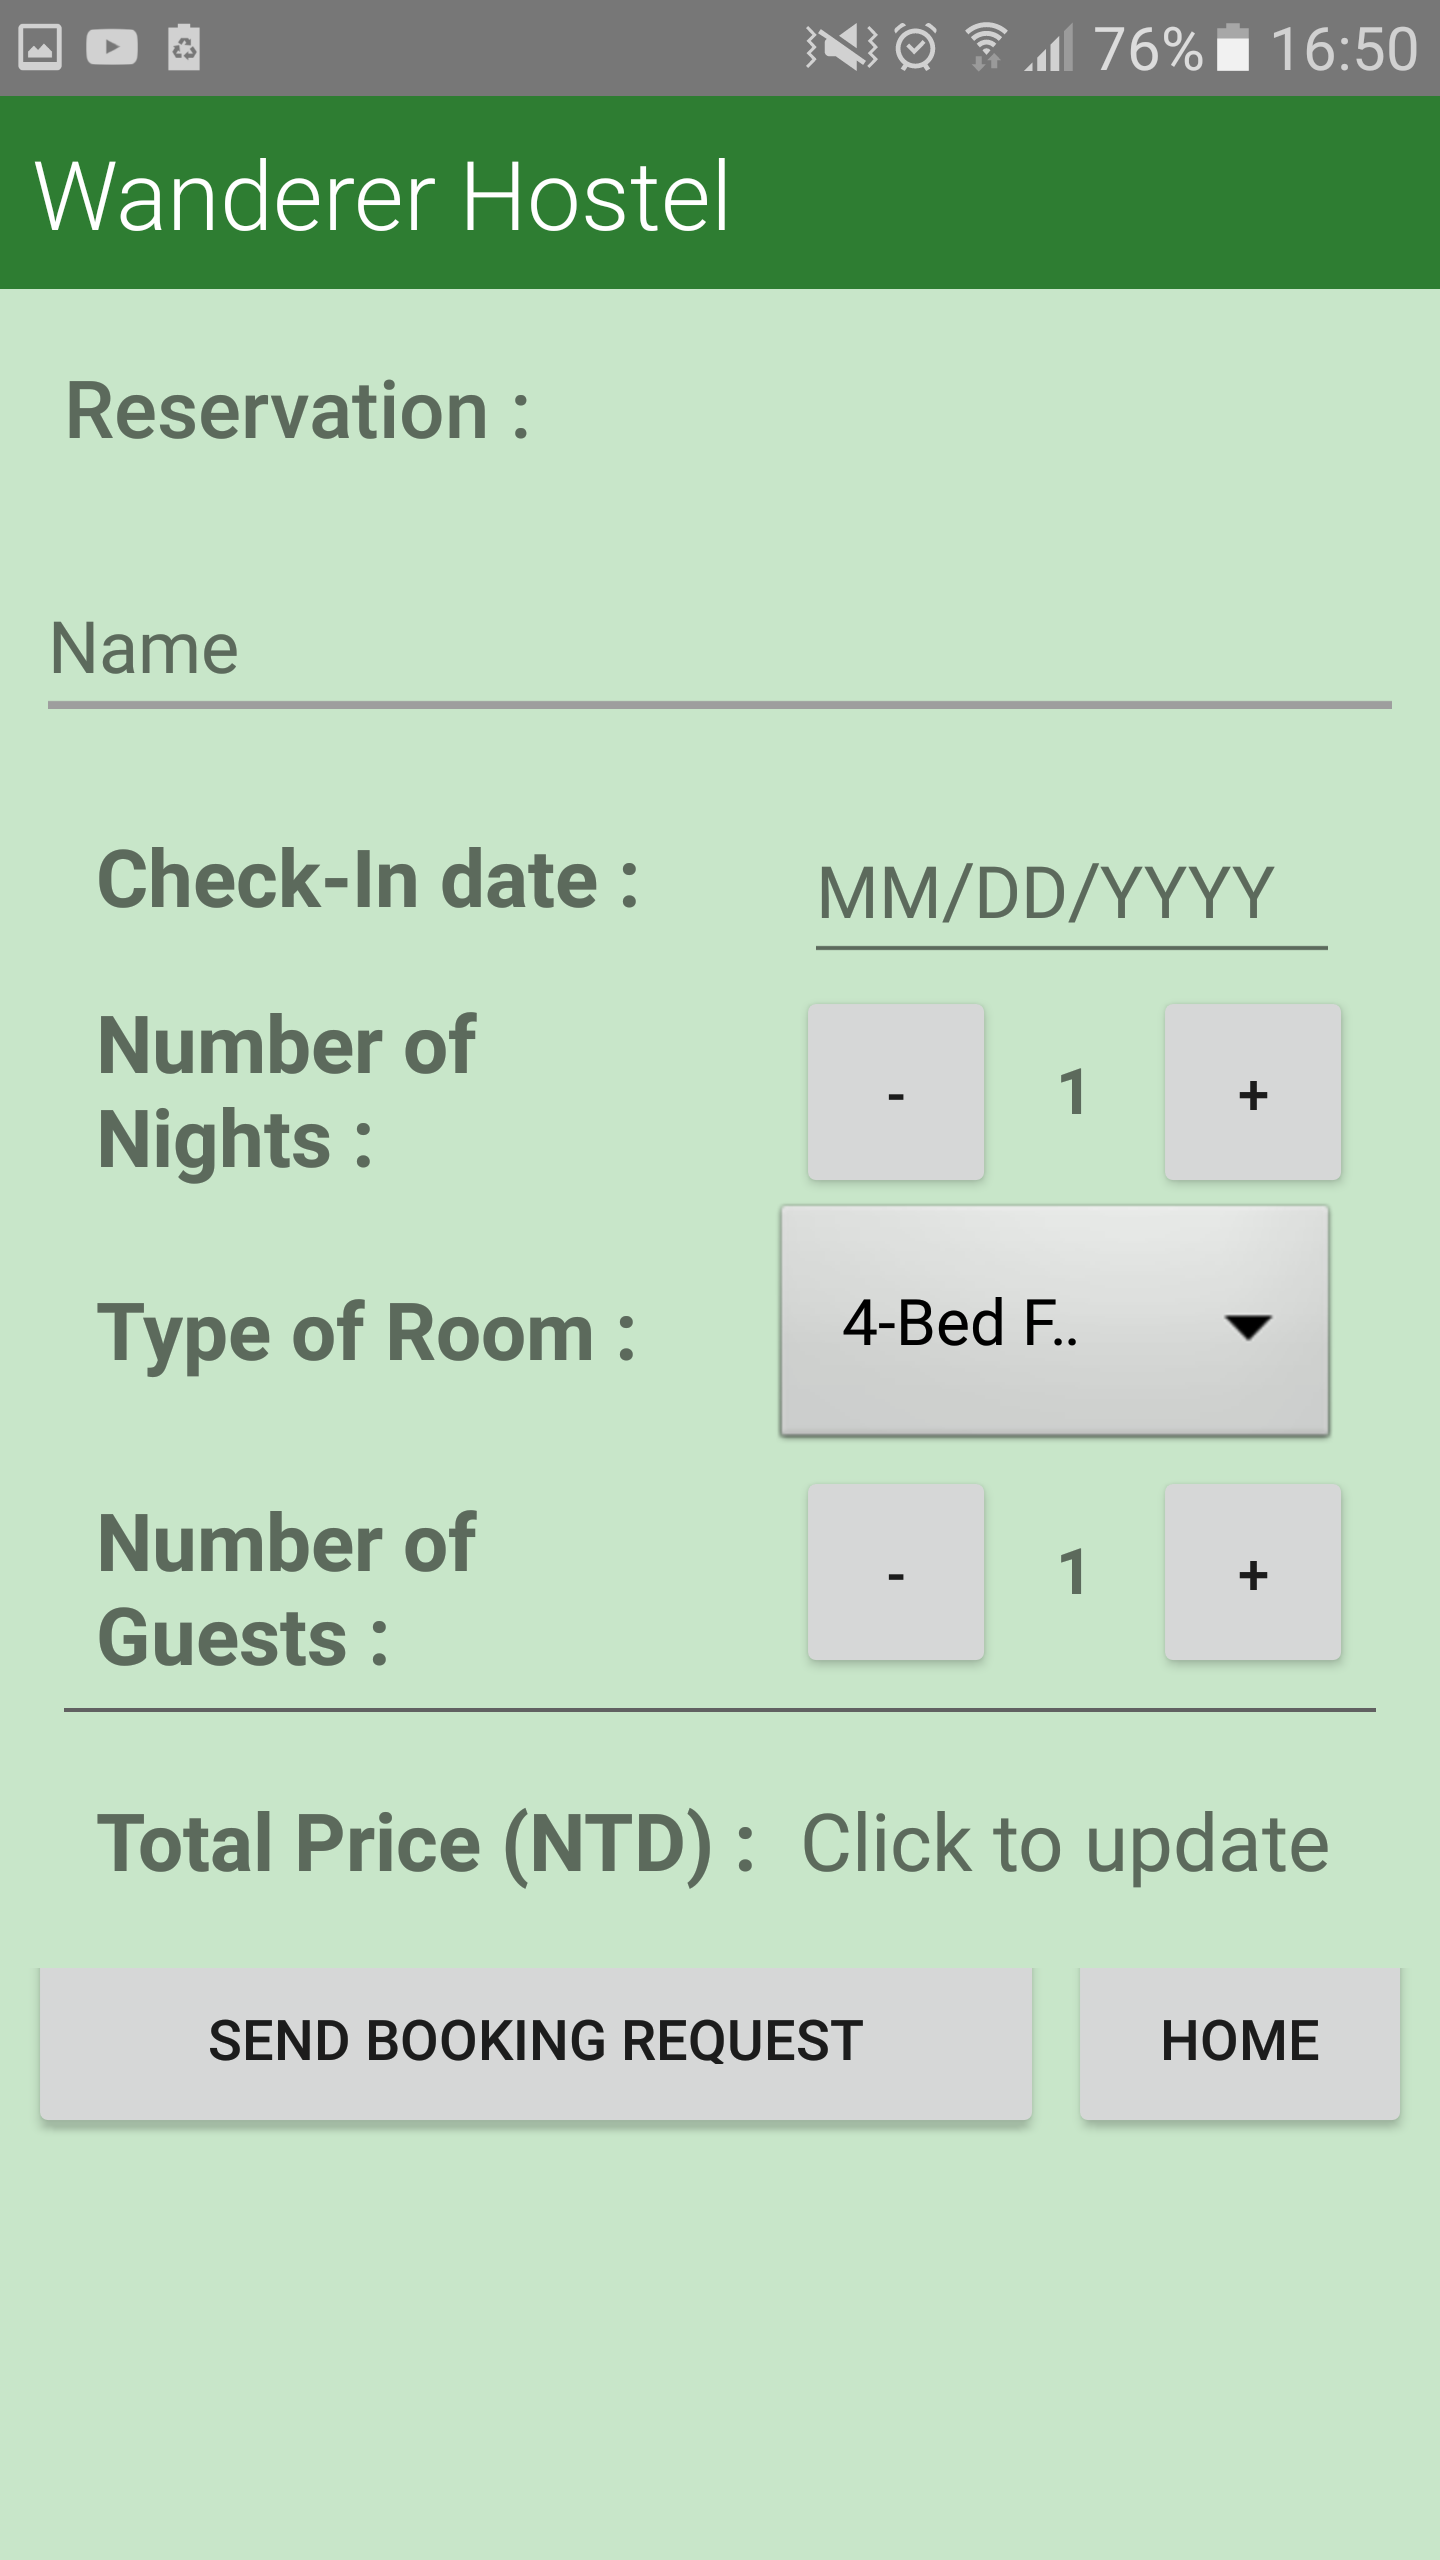 76% 16:50
Wanderer Hostel
Reservation :
Name
Check-In date :
MM/DD/YYYY
Number of
Nights :
- 1 +
Type of Room :
4-Bed F..
Number of
Guests :
- 1 +
Total Price (NTD) : Click to update
SEND BOOKING REQUEST
HOME